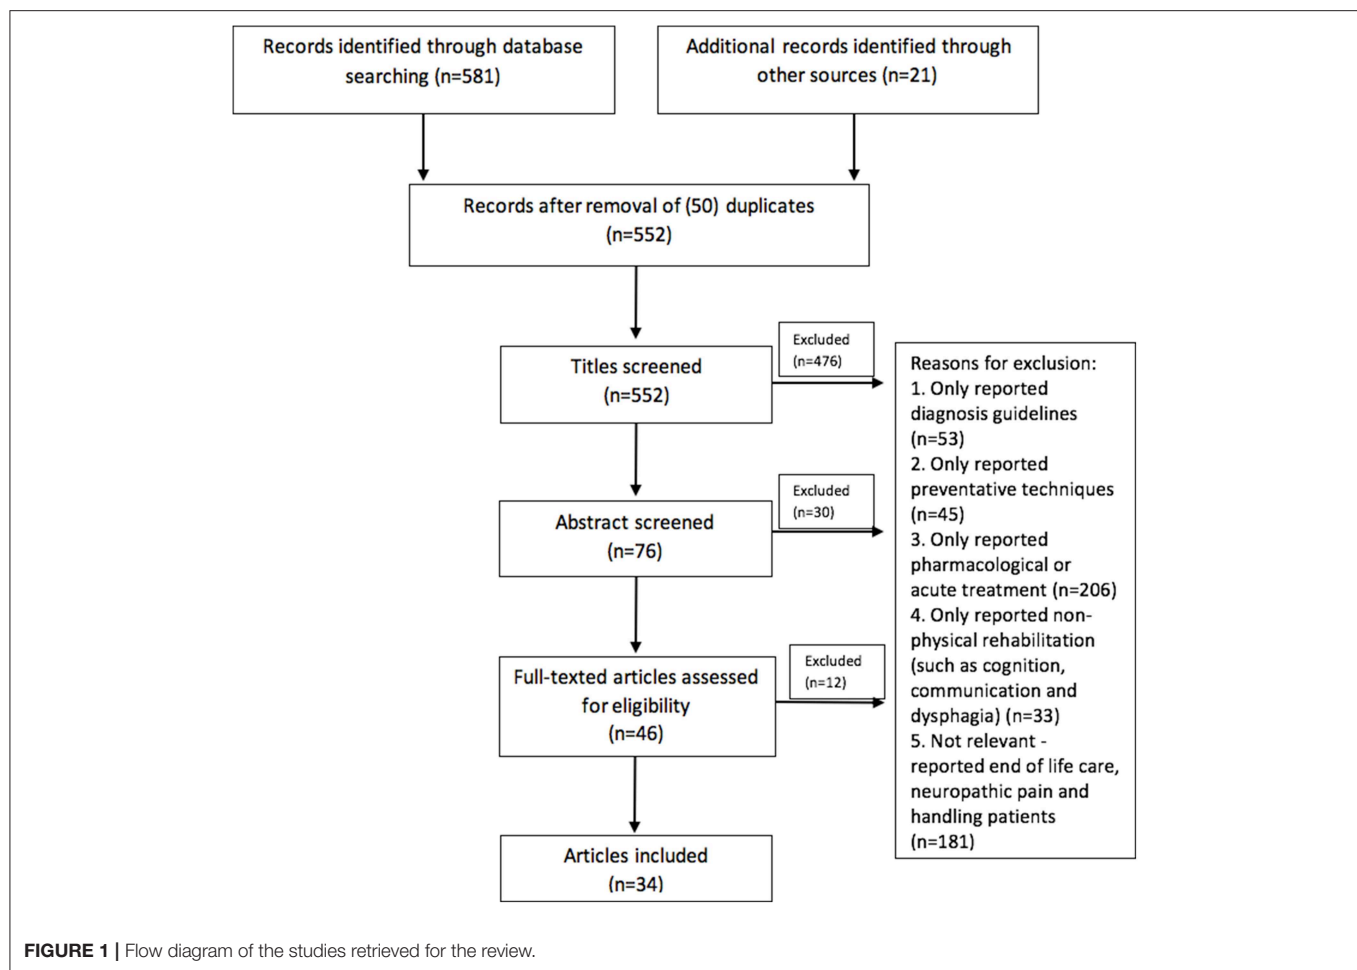 Records identified through database
searching (n=581)
Additional records identified through
other sources (n=21)
Records after removal of (50) duplicates
(n=552)
Titles screened
(n=552)
Excluded
(n=476)
Abstract screened
(n=76)
Excluded
(n=30)
Full-texted articles assessed
for eligibility
(n=46)
Excluded
(n=12)
Articles included
(n=34)
Reasons for exclusion:
1. Only reported
diagnosis guidelines
(n=53)
2. Only reported
preventative techniques
(n=45)
3. Only reported
pharmacological or
acute treatment (n=206)
4. Only reported non-
physical rehabilitation
(such as cognition,
communication and
dysphagia) (n=33)
5. Not relevant -
reported end of life care,
neuropathic pain and
handling patients
(n=181)
FIGURE 1 | Flow diagram of the studies retrieved for the review.